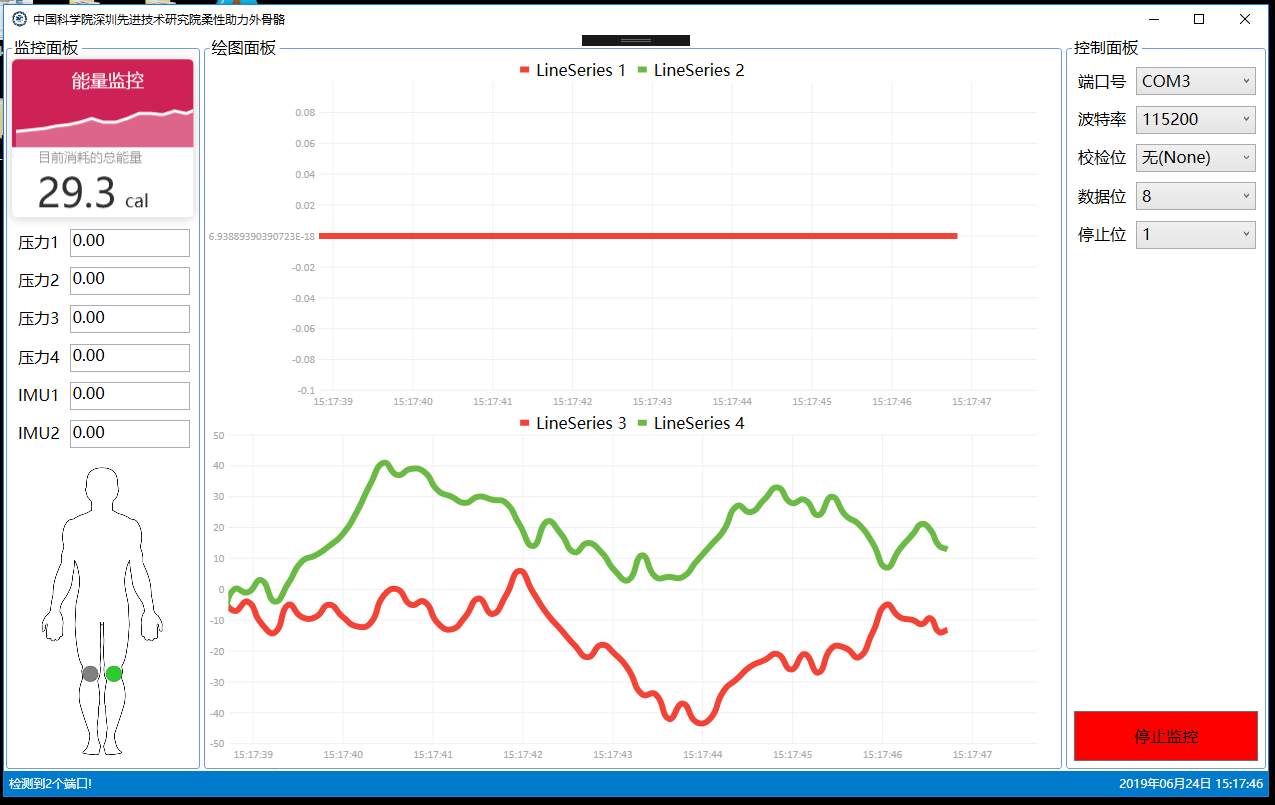 中国科学院深圳先进技术研究院柔性助力外骨骼
监控面板
能量监控
目前消耗的总能量
29.3 cal
压力1 0.00
压力2 0.00
压力3 0.00
压力4 0.00
IMU1 0.00
IMU2 0.00
绘图面板
LineSeries 1 LineSeries 2
0.08
0.06
0.04
0.02
6.93889390390723E-18
-0.02
-0.04
-0.06
-0.08
-0.1
15:17:39 15:17:40 15:17:41 15:17:42 15:17:43 15:17:44 15:17:45 15:17:46 15:17:47
LineSeries 3 LineSeries 4
50
40
30
20
10
0
-10
-20
-30
-40
-50
15:17:39 15:17:40 15:17:41 15:17:42 15:17:43 15:17:44 15:17:45 15:17:46 15:17:47
控制面板
端口号 COM3
波特率 115200
校检位 无(None)
数据位 8
停止位 1
停止监控
检测到2个端口!
2019年06月24日 15:17:46